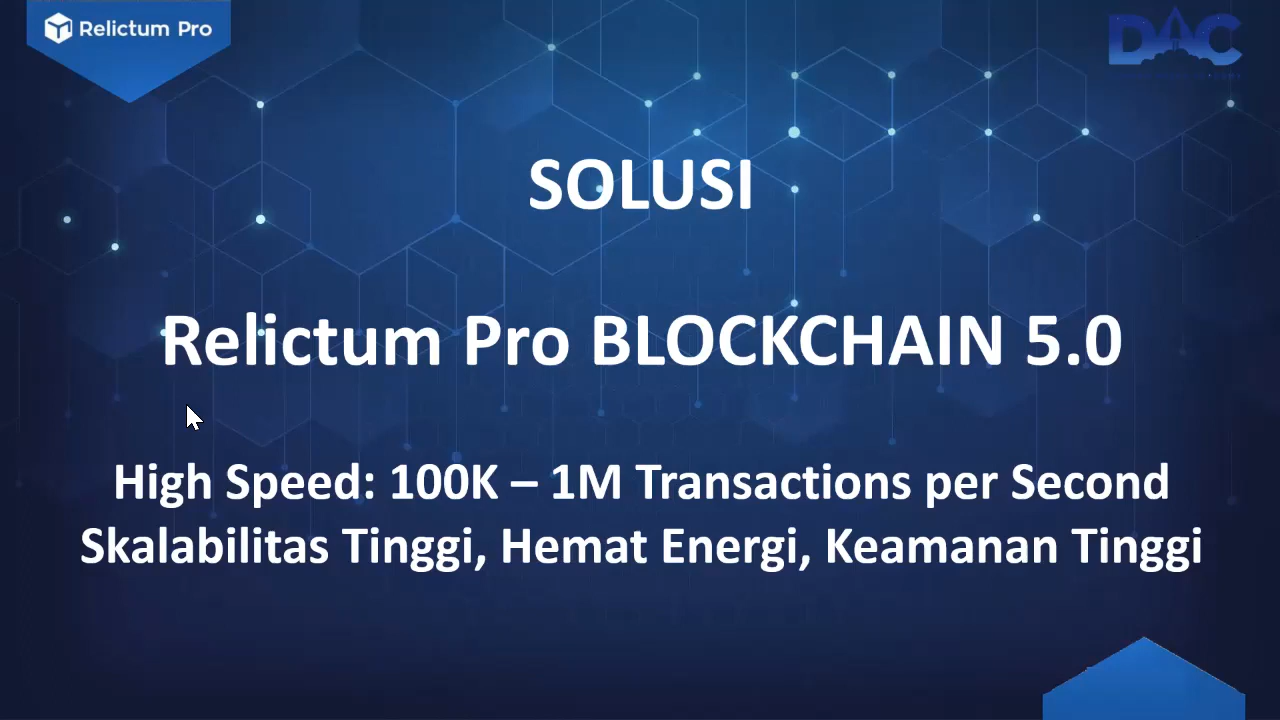 Relictum Pro
DAC
SOLUSI
Relictum Pro BLOCKCHAIN 5.0
High Speed: 100K – 1M Transactions per Second
Skalabilitas Tinggi, Hemat Energi, Keamanan Tinggi